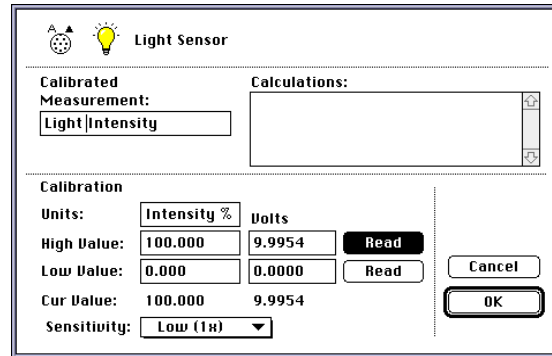 A
Light Sensor
Calibrated
Measurement:
Calculations:
Light Intensity
Calibration
Units: Intensity % Volts
High Value: 100.000 9.9954 Read
Low Value: 0.000 0.0000 Read
Cur Value: 100.000 9.9954
Sensitivity: Low (1x)
Cancel
OK